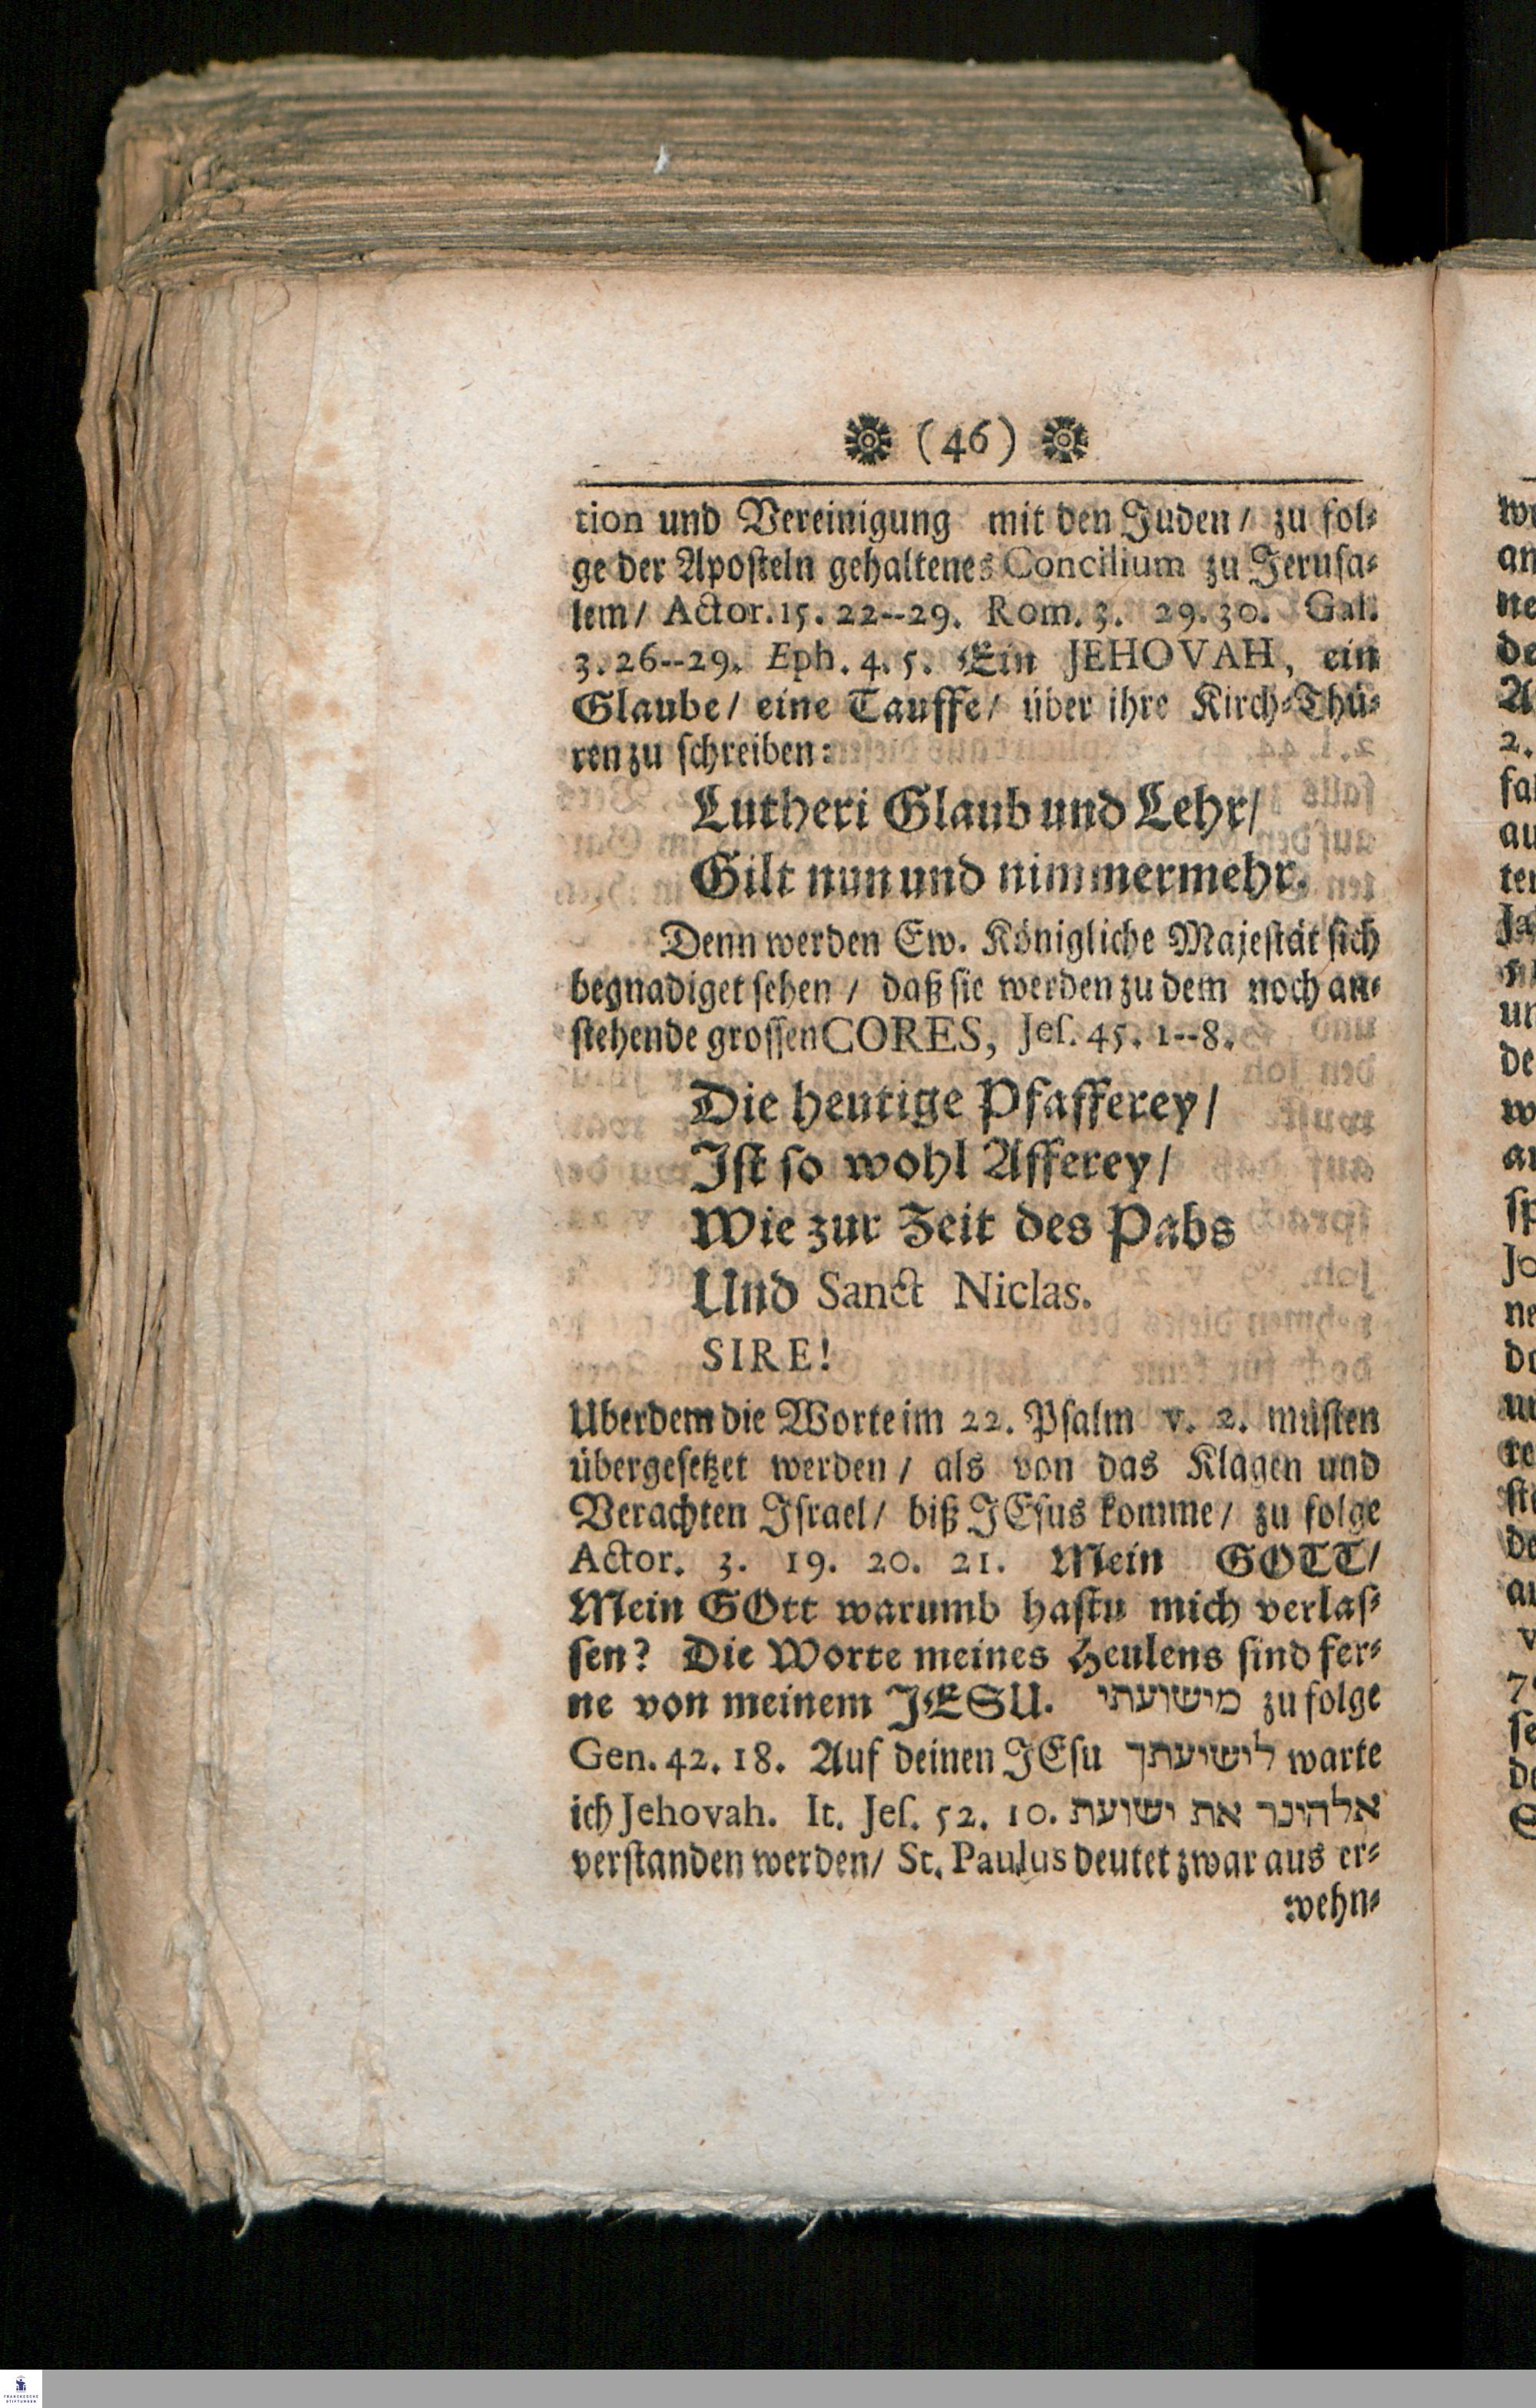 (46)
tion und Vereinigung mit den Juden / zu fol⸗
ge der Aposteln gehaltenes Concilium zu Jerusa⸗
lem / Actor. 15. 22--29. Rom. 3. 29. 30. Gal.
3. 26--29. Eph. 4. 5. Ein JEHOVAH, ein
Glaube / eine Tauffe / über ihre Kirch⸗Thü⸗
ren zu schreiben:
Lutheri Glaub und Lehr /
Gilt nun und nimmermehr.
Denn werden Ew. Königliche Majestät sich
begnadiget sehen / daß sie werden zu dem noch an⸗
stehende grossen CORES, Jes. 45. 1--8.
Die heutige Pfafferey /
Ist so wohl Afferey /
Wie zur Zeit des Pabs
Und Sanct Niclas.
SIRE!
Uberdem die Worte im 22. Psalm v. 2. müsten
übergesetzet werden / als von das Klagen und
Verachten Israel / biß JEsus komme / zu folge
Actor. 3. 19. 20. 21. Mein GOTT /
Mein GOtt warumb hastu mich verlas⸗
sen? Die Worte meines Heulens sind fer⸗
ne von meinem JESU. מישועתי zu folge
Gen. 42. 18. Auf deinen JEsu לישיעתך warte
ich Jehovah. It. Jes. 52. 10. אלהינר את ישועת
verstanden werden / St. Paulus deutet zwar aus er⸗
wehn⸗